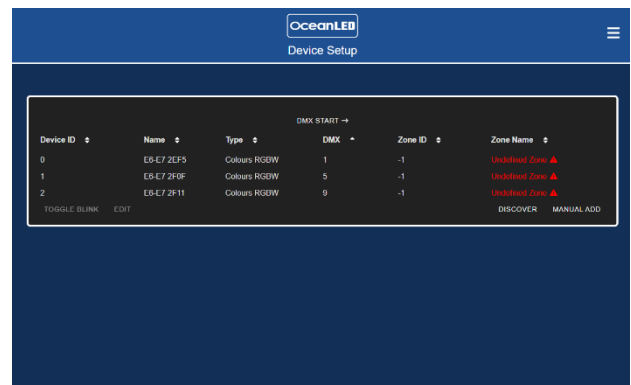 OceanLED
Device Setup
DMX START →
Device ID Name Type DMX Zone ID Zone Name
0 E6-E7 2EF5 Colours RGBW 1 -1 Undefined Zone
1 E6-E7 2F0F Colours RGBW 5 -1 Undefined Zone
2 E6-E7 2F11 Colours RGBW 9 -1 Undefined Zone
TOGGLE BLINK EDIT DISCOVER MANUAL ADD